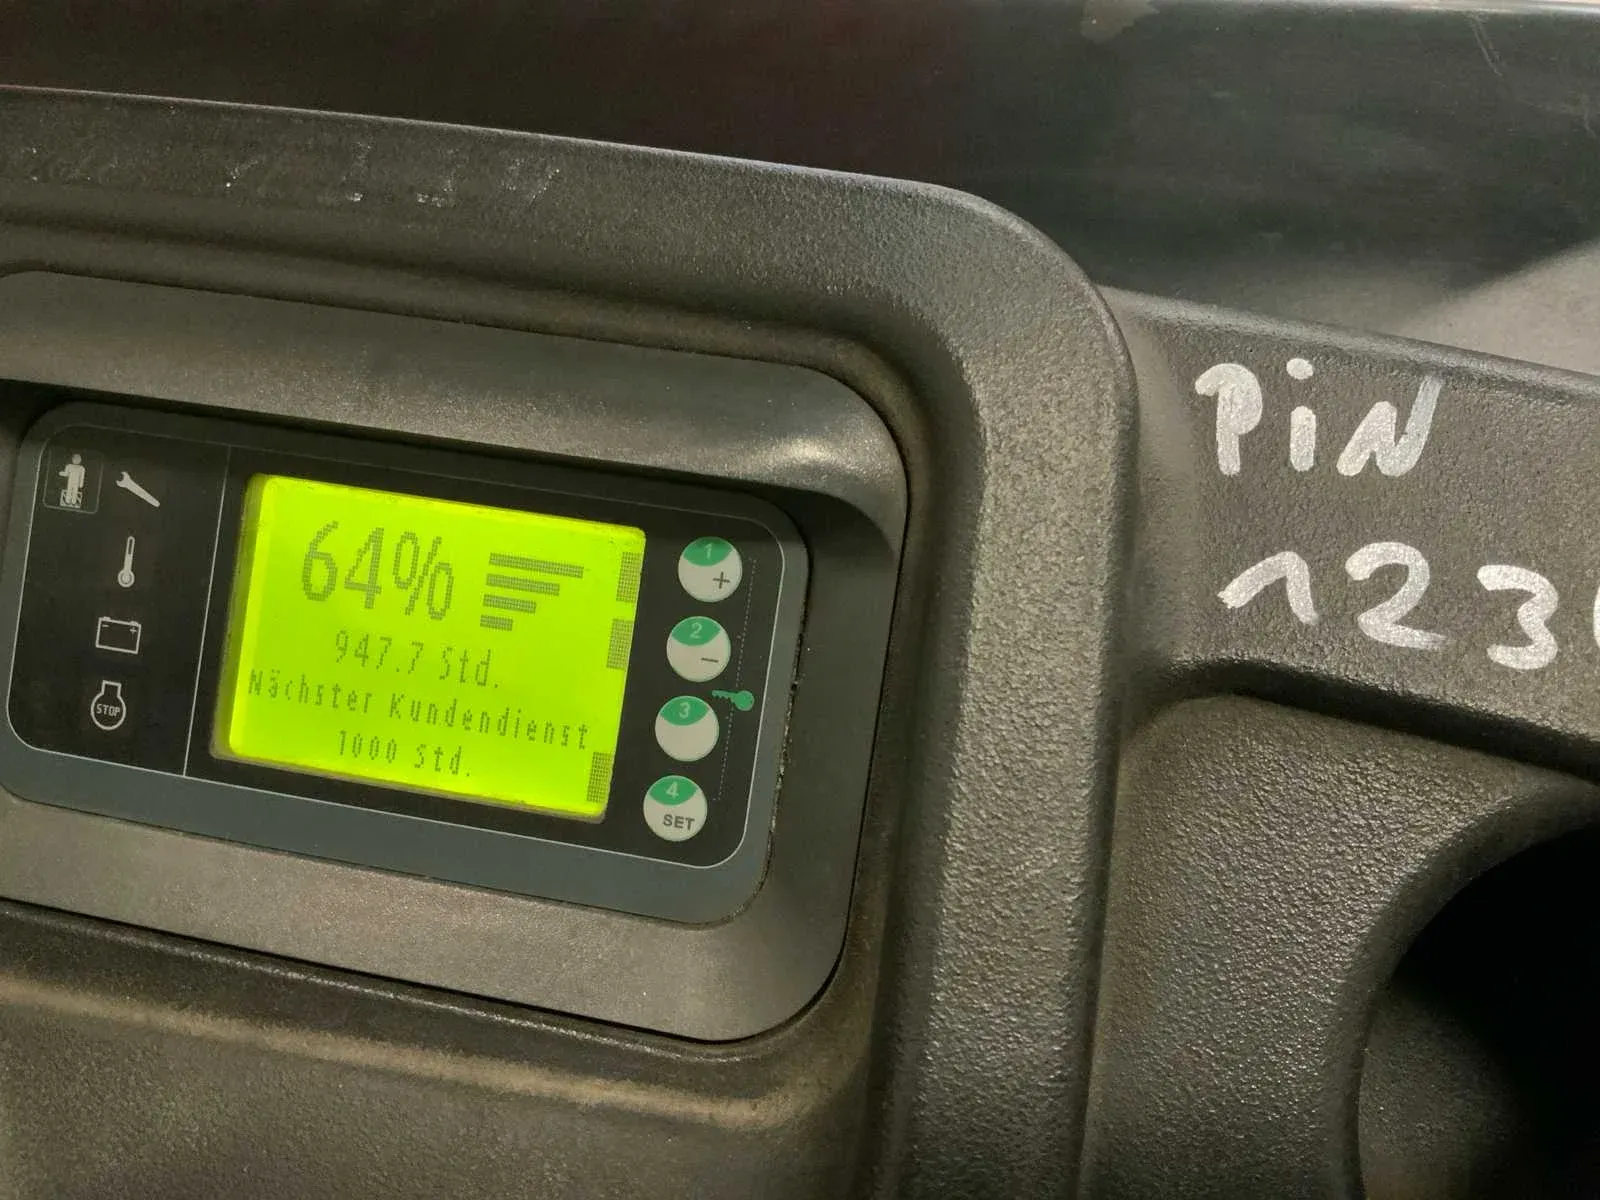 64%
947.7 Std.
Nächster Kundendienst
1000 Std.
STOP
1
+
2
−
3
4
SET
PiN
123